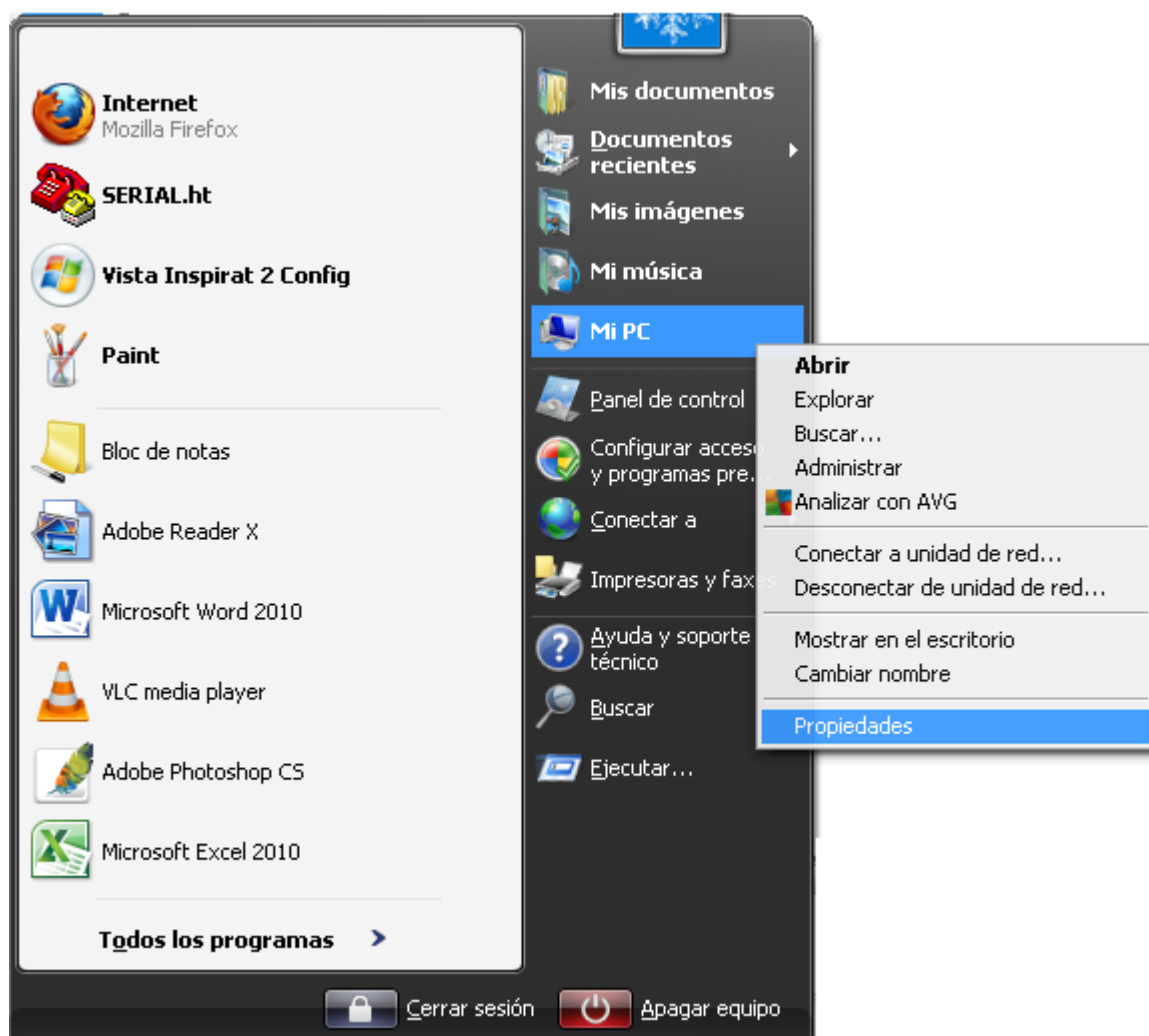 Internet
Mozilla Firefox
SERIAL.ht
Vista Inspirat 2 Config
Paint
Bloc de notas
Adobe Reader X
Microsoft Word 2010
VLC media player
Adobe Photoshop CS
Microsoft Excel 2010
Todos los programas
Mis documentos
Documentos
recientes
Mis imágenes
Mi música
Mi PC
Panel de control
Configurar acceso
y programas pre...
Conectar a
Impresoras y faxes
Ayuda y soporte
técnico
Buscar
Ejecutar...
Abrir
Explorar
Buscar...
Administrar
Analizar con AVG
Conectar a unidad de red...
Desconectar de unidad de red...
Mostrar en el escritorio
Cambiar nombre
Propiedades
Cerrar sesión
Apagar equipo